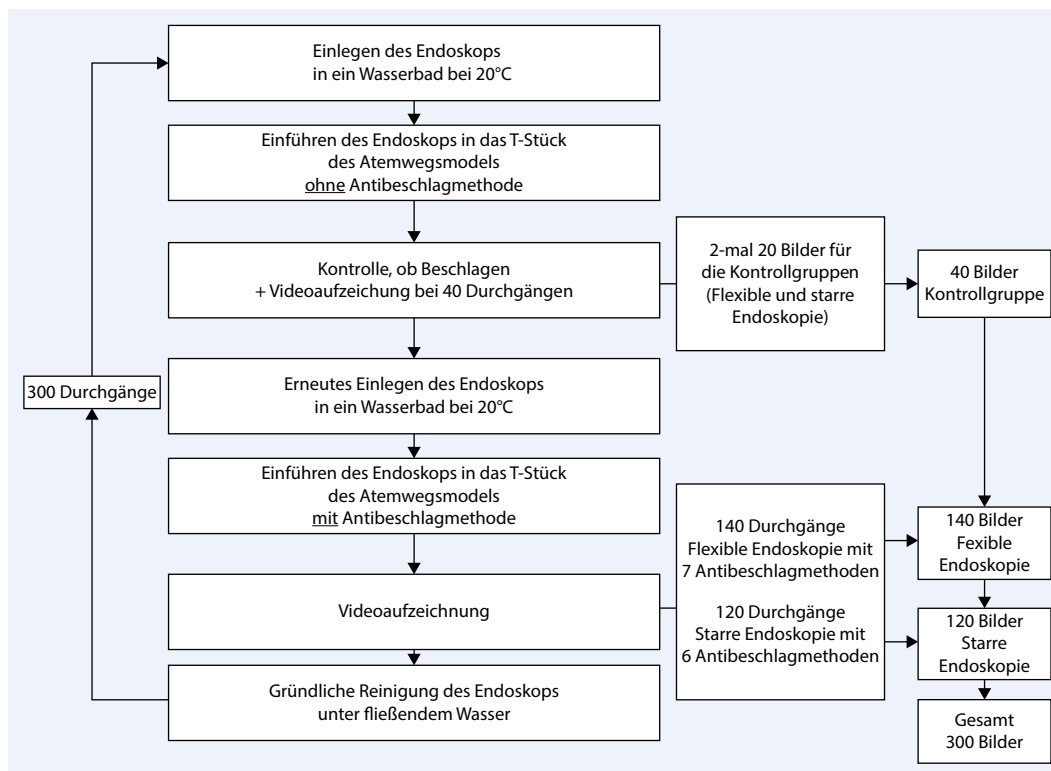 Einlegen des Endoskops
in ein Wasserbad bei 20°C
Einführen des Endoskops in das T-Stück
des Atemwegsmodels
ohne Antibeschlagmethode
Kontrolle, ob Beschlagen
+ Videoaufzeichung bei 40 Durchgängen
2-mal 20 Bilder für
die Kontrollgruppen
(Flexible und starre
Endoskopie)
40 Bilder
Kontrollgruppe
300 Durchgänge
Erneutes Einlegen des Endoskops
in ein Wasserbad bei 20°C
Einführen des Endoskops in das T-Stück
des Atemwegsmodels
mit Antibeschlagmethode
Videoaufzeichnung
140 Durchgänge
Flexible Endoskopie mit
7 Antibeschlagmethoden
120 Durchgänge
Starre Endoskopie mit
6 Antibeschlagmethoden
140 Bilder
Fexible
Endoskopie
120 Bilder
Starre
Endoskopie
Gründliche Reinigung des Endoskops
unter fließendem Wasser
Gesamt
300 Bilder